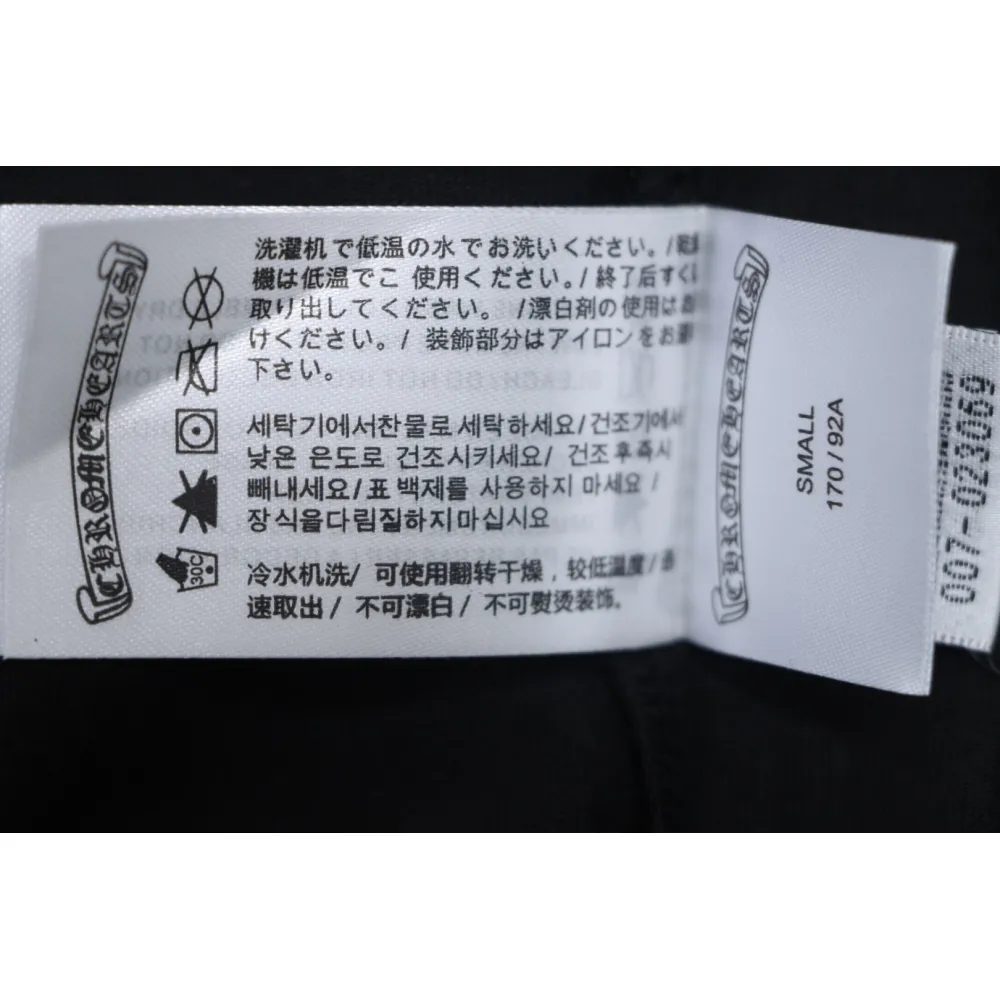 CHROME HEARTS
洗濯机で低温の水でお洗いください。/乾
機は低温でこ 使用ください。/ 終了后すぐ
取り出してください。 /漂白剤の使用は
けください。/ 装飾部分はアイロンをお
下さい。
세탁기에서찬물로세탁하세요/건조기에서
낮온 은도로 건조시키세요/ 건조후즉시
빼내세요/표 백제를 사용하지 마세요 /
장식을다림질하지마십시요
30C
冷水机洗/ 可使用翻转干燥，较低温度/
速取出/ 不可漂白/ 不可熨烫装饰。
CHROME HEARTS
SMALL
170/92A
007-023069